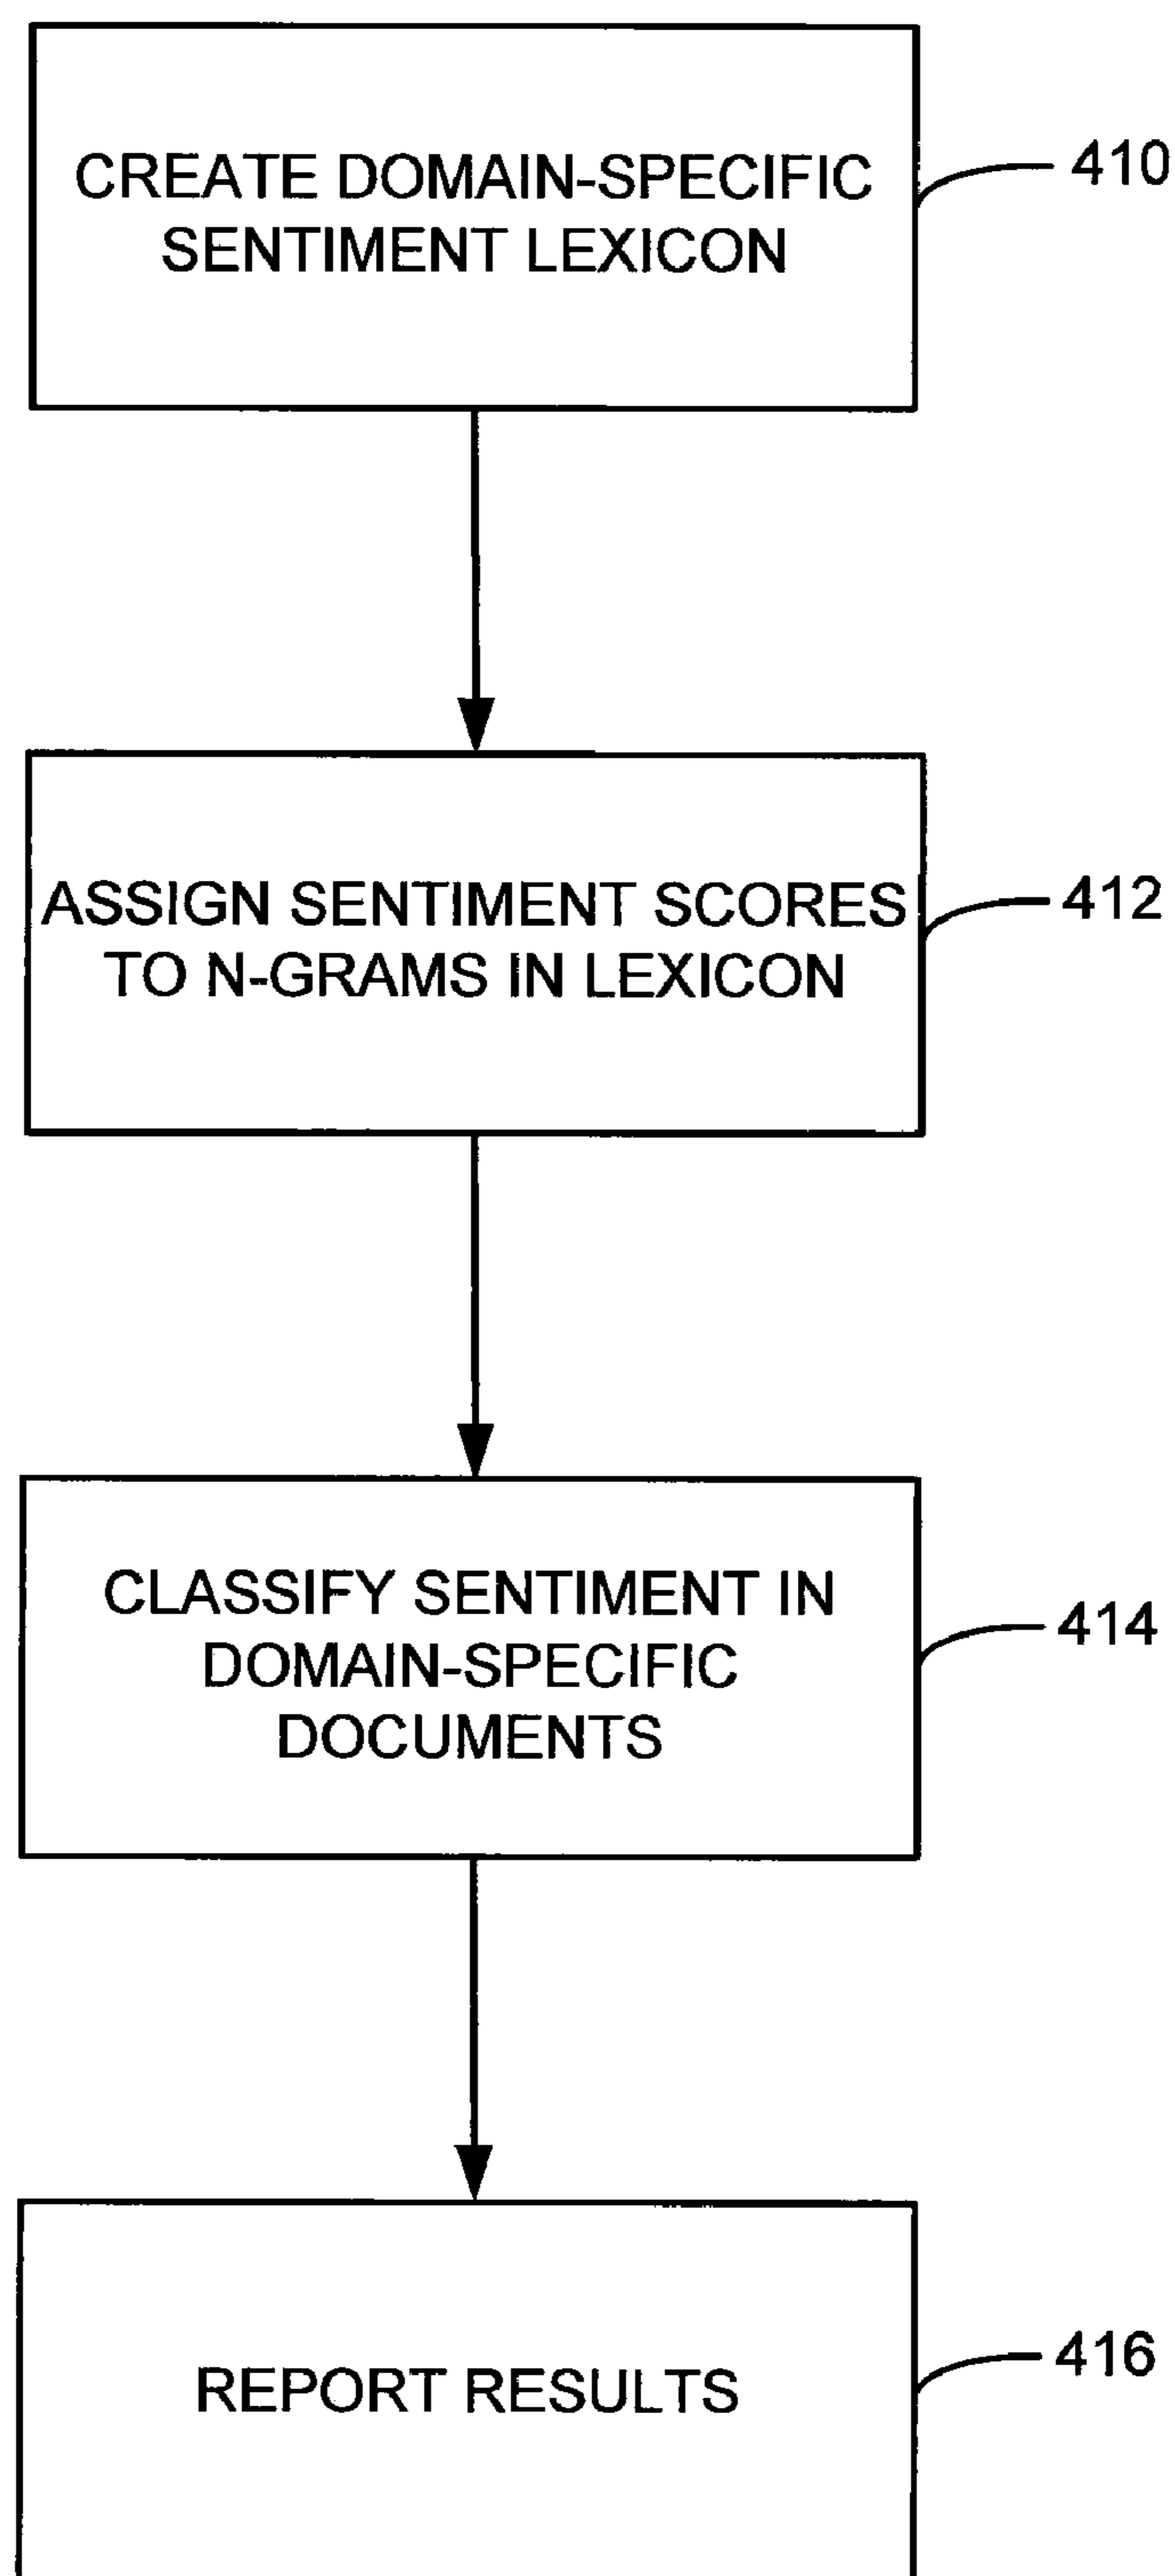 CREATE DOMAIN-SPECIFIC
SENTIMENT LEXICON
410
ASSIGN SENTIMENT SCORES
TO N-GRAMS IN LEXICON
412
CLASSIFY SENTIMENT IN
DOMAIN-SPECIFIC
DOCUMENTS
414
REPORT RESULTS
416